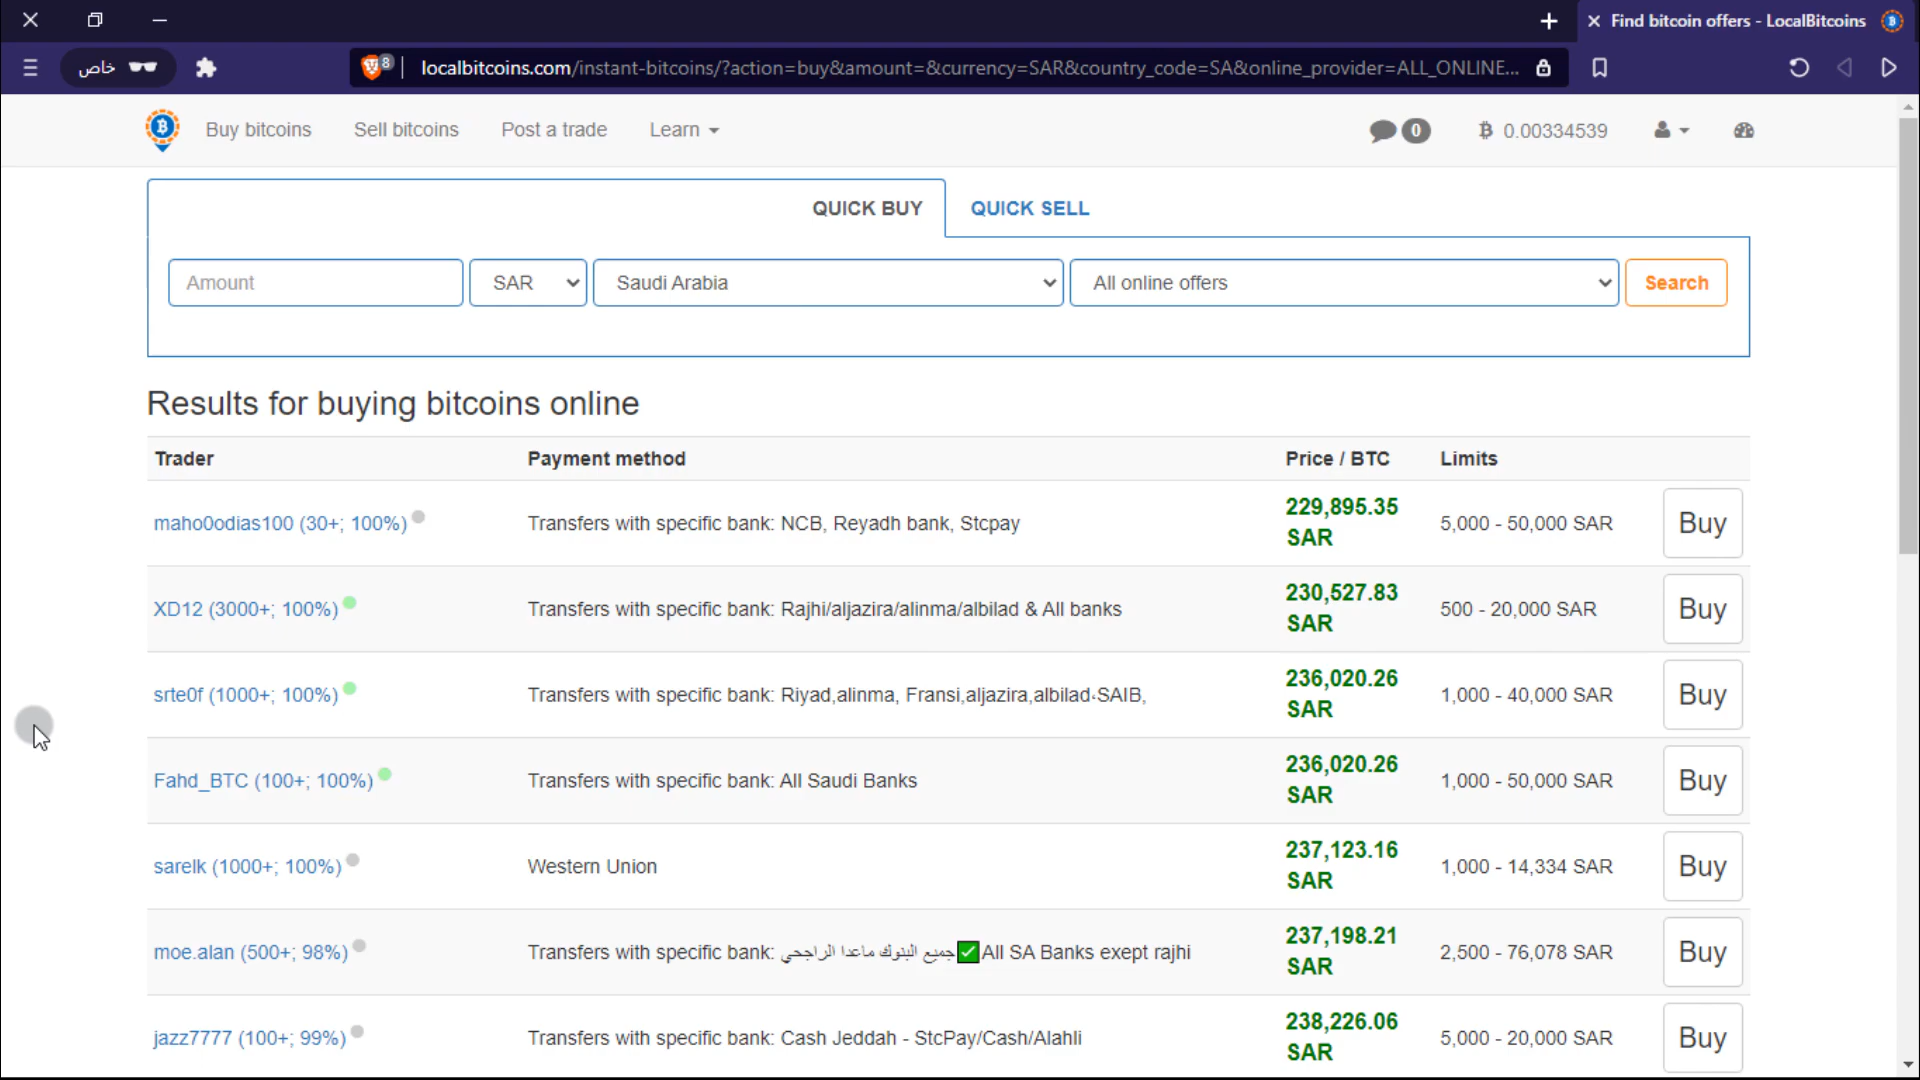 Find bitcoin offers - LocalBitcoins
خاص
8
localbitcoins.com/instant-bitcoins/?action=buy&amount=&currency=SAR&country_code=SA&online_provider=ALL_ONLINE...
Buy bitcoins
Sell bitcoins
Post a trade
Learn
0
0.00334539
QUICK BUY
QUICK SELL
Amount
SAR
Saudi Arabia
All online offers
Search
Results for buying bitcoins online
Trader Payment method Price / BTC Limits
maho0odias100 (30+; 100%) Transfers with specific bank: NCB, Reyadh bank, Stcpay 229,895.35 SAR 5,000 - 50,000 SAR Buy
XD12 (3000+; 100%) Transfers with specific bank: Rajhi/aljazira/alinma/albilad & All banks 230,527.83 SAR 500 - 20,000 SAR Buy
srte0f (1000+; 100%) Transfers with specific bank: Riyad,alinma, Fransi,aljazira,albilad،SAIB, 236,020.26 SAR 1,000 - 40,000 SAR Buy
Fahd_BTC (100+; 100%) Transfers with specific bank: All Saudi Banks 236,020.26 SAR 1,000 - 50,000 SAR Buy
sarelk (1000+; 100%) Western Union 237,123.16 SAR 1,000 - 14,334 SAR Buy
moe.alan (500+; 98%) Transfers with specific bank: جميع البنوك ماعدا الراجحي✅All SA Banks exept rajhi 237,198.21 SAR 2,500 - 76,078 SAR Buy
jazz7777 (100+; 99%) Transfers with specific bank: Cash Jeddah - StcPay/Cash/Alahli 238,226.06 SAR 5,000 - 20,000 SAR Buy